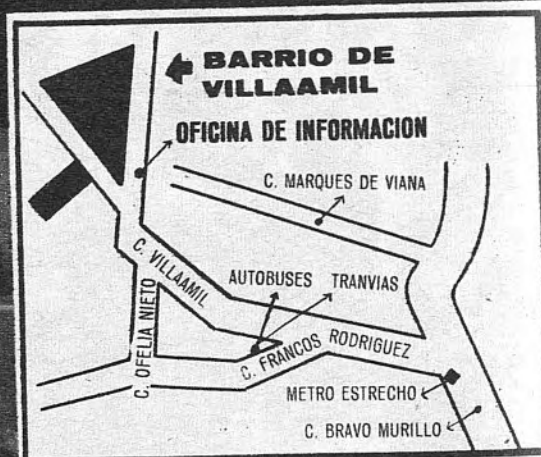 BARRIO DE
VILLAAMIL
OFICINA DE INFORMACION
C. MARQUES DE VIANA
C. VILLAAMIL
AUTOBUSES
TRANVIAS
C. OFELIA NIETO
C. FRANCOS RODRIGUEZ
METRO ESTRECHO
C. BRAVO MURILLO